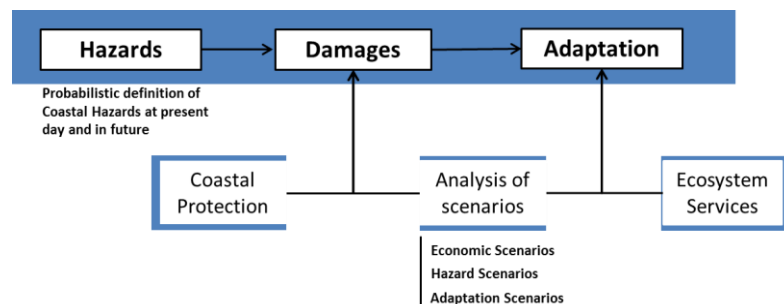 Hazards
Damages
Adaptation
Probabilistic definition of
Coastal Hazards at present
day and in future
Coastal
Protection
Analysis of
scenarios
Ecosystem
Services
Economic Scenarios
Hazard Scenarios
Adaptation Scenarios